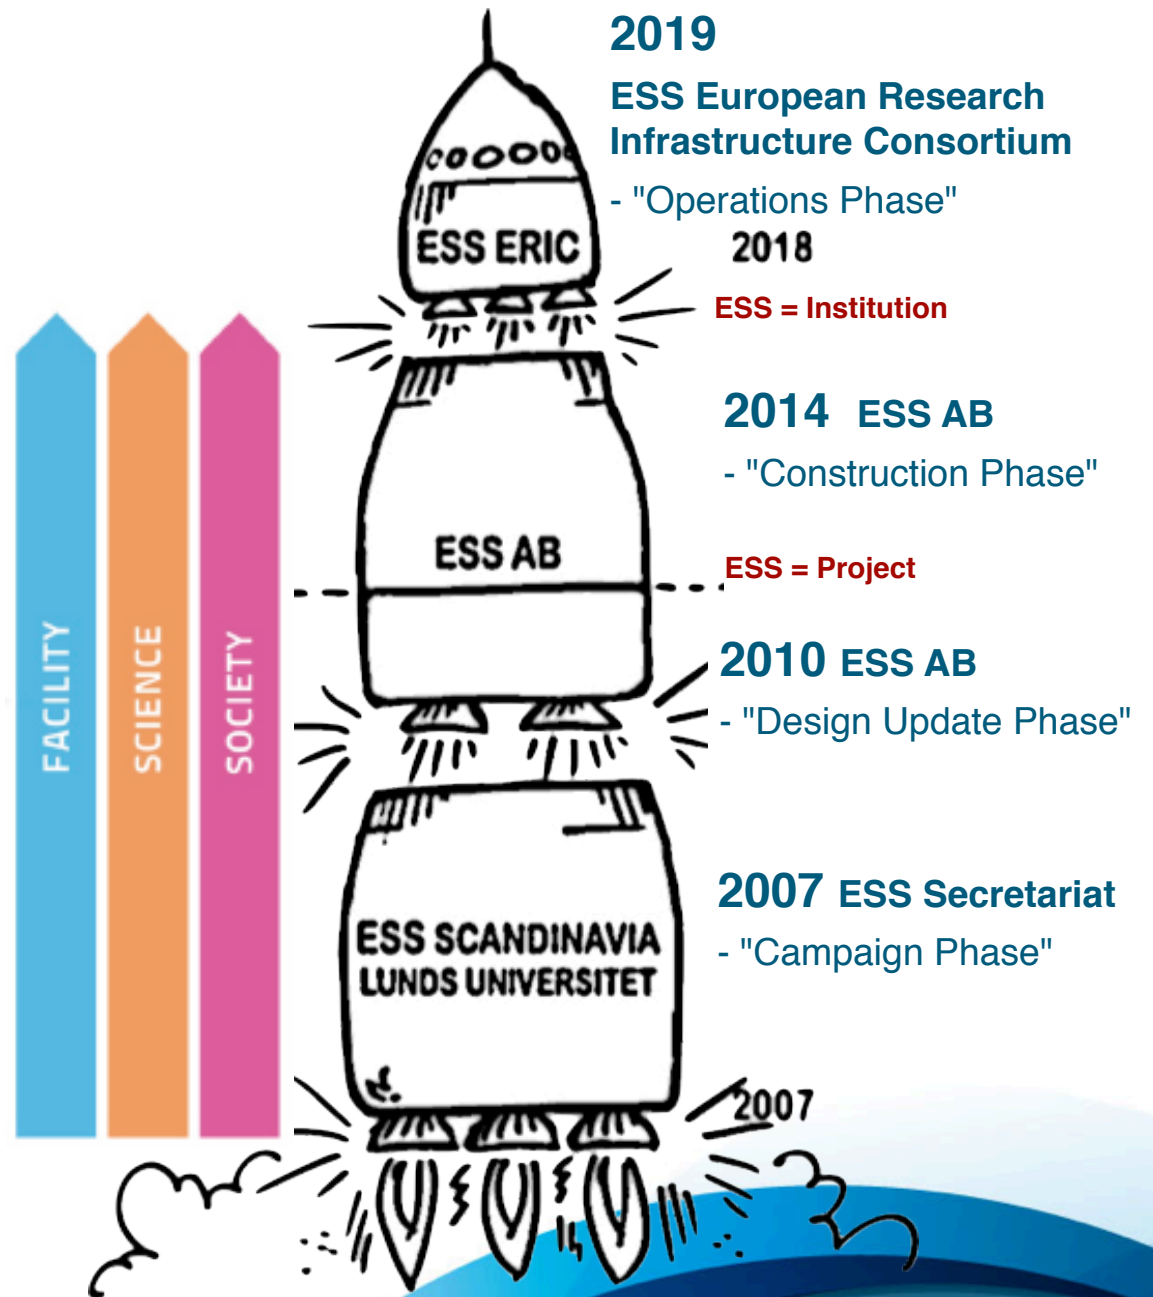 2019
ESS European Research
Infrastructure Consortium
- "Operations Phase"
ESS ERIC
2018
ESS = Institution
2014 ESS AB
- "Construction Phase"
ESS AB
ESS = Project
2010 ESS AB
- "Design Update Phase"
FACILITY
SCIENCE
SOCIETY
2007 ESS Secretariat
- "Campaign Phase"
ESS SCANDINAVIA
LUNDS UNIVERSITET
2007